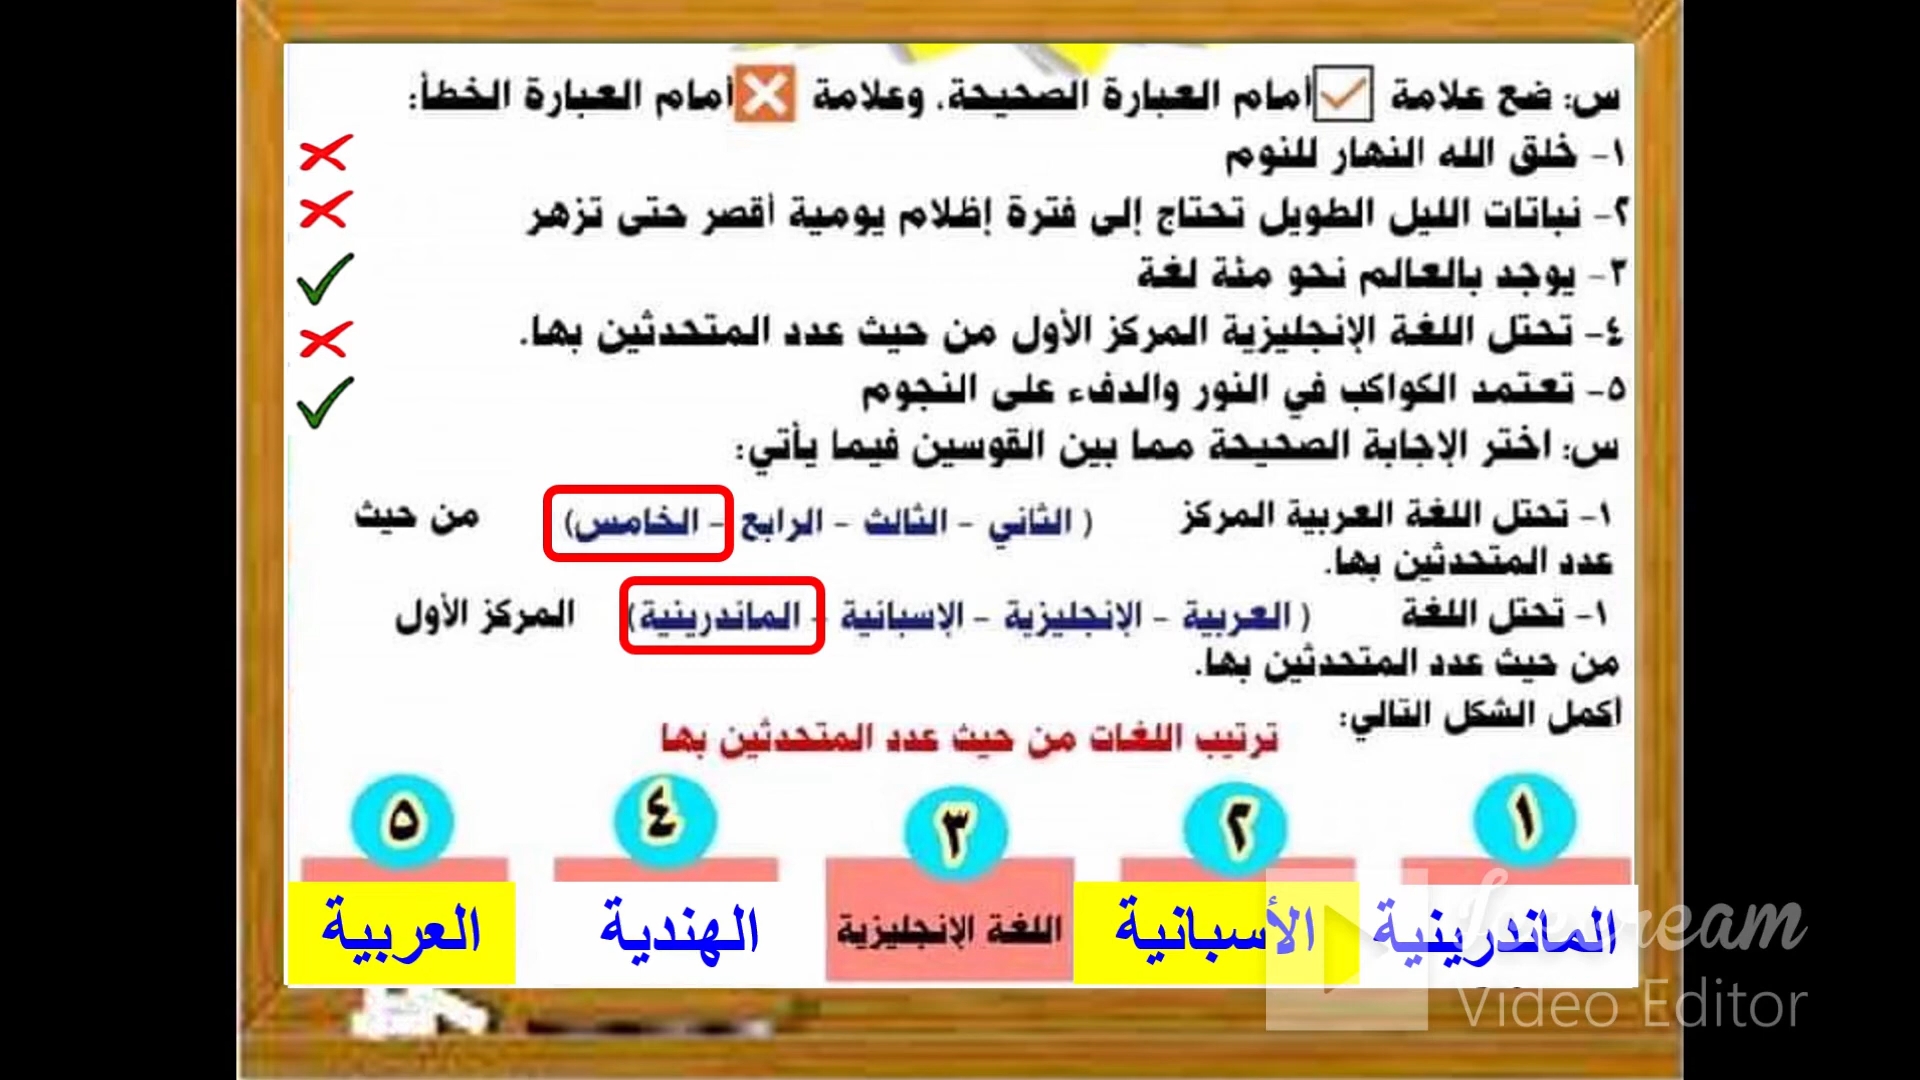 س: ضع علامة أمام العبارة الصحيحة، وعلامة أمام العبارة الخطأ:
١- خلق الله النهار للنوم
٢- نباتات الليل الطويل تحتاج إلى فترة إظلام يومية أقصر حتى تزهر
٣- يوجد بالعالم نحو مئة لغة
٤- تحتل اللغة الإنجليزية المركز الأول من حيث عدد المتحدثين بها.
٥- تعتمد الكواكب في النور والدفء على النجوم
س: اختر الإجابة الصحيحة مما بين القوسين فيما يأتي:
١- تحتل اللغة العربية المركز ( الثاني - الثالث - الرابع - الخامس) من حيث
عدد المتحدثين بها.
١- تحتل اللغة ( العربية - الإنجليزية - الإسبانية - الماندرينية) المركز الأول
من حيث عدد المتحدثين بها.
أكمل الشكل التالي:
ترتيب اللغات من حيث عدد المتحدثين بها
١ ٢ ٣ ٤ ٥
الماندرينية الأسبانية اللغة الإنجليزية الهندية العربية
Video Editor